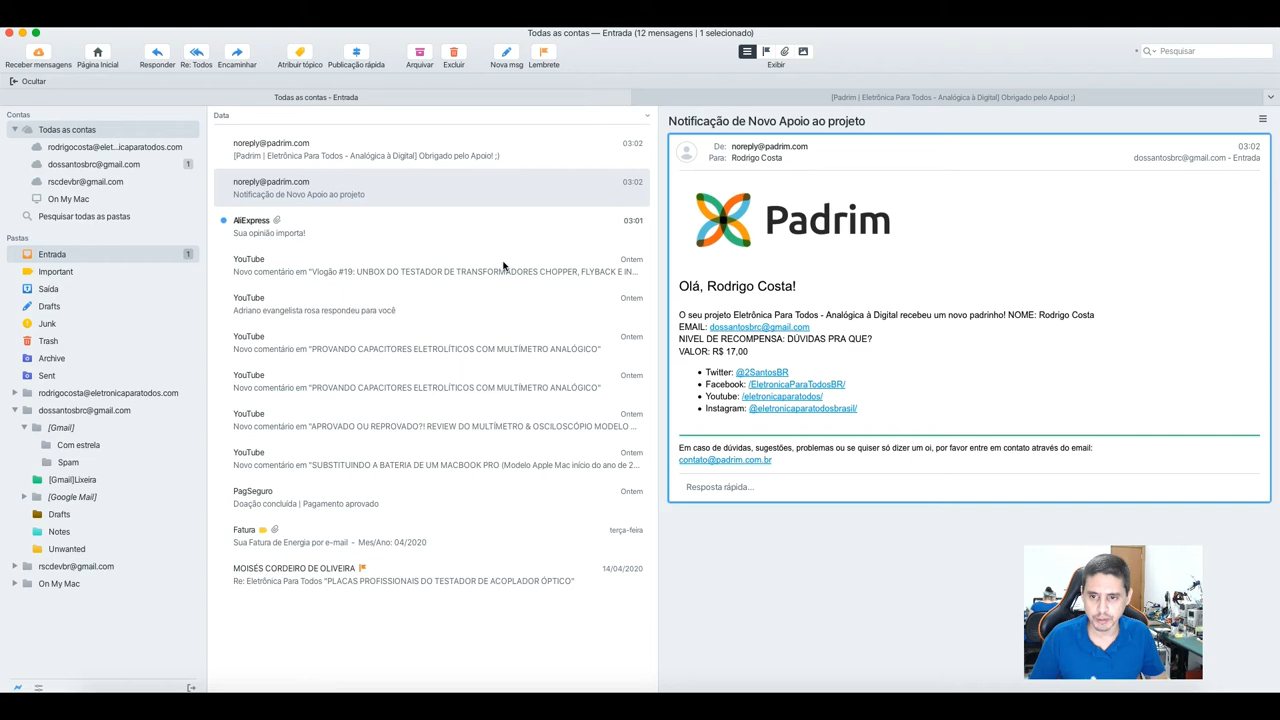 Todas as contas — Entrada (12 mensagens | 1 selecionado)
Receber mensagens
Página Inicial
Responder
Re: Todos
Encaminhar
Atribuir tópico
Publicação rápida
Arquivar
Excluir
Nova msg
Lembrete
Exibir
Pesquisar
Ocultar
Todas as contas - Entrada
[Padrim | Eletrônica Para Todos - Analógica à Digital] Obrigado pelo Apoio! ;)
Contas
Todas as contas
rodrigocosta@elet...icaparatodos.com
dossantosbrc@gmail.com 1
rscdevbr@gmail.com
On My Mac
Pesquisar todas as pastas
Pastas
Entrada 1
Important
Saída
Drafts
Junk
Trash
Archive
Sent
rodrigocosta@eletronicaparatodos.com
dossantosbrc@gmail.com
[Gmail]
Com estrela
Spam
[Gmail]Lixeira
[Google Mail]
Drafts
Notes
Unwanted
rscdevbr@gmail.com
On My Mac
Data
noreply@padrim.com 03:02
[Padrim | Eletrônica Para Todos - Analógica à Digital] Obrigado pelo Apoio! ;)
noreply@padrim.com 03:02
Notificação de Novo Apoio ao projeto
AliExpress 03:01
Sua opinião importa!
YouTube Ontem
Novo comentário em "Vlogão #19: UNBOX DO TESTADOR DE TRANSFORMADORES CHOPPER, FLYBACK E IN...
YouTube Ontem
Adriano evangelista rosa respondeu para você
YouTube Ontem
Novo comentário em "PROVANDO CAPACITORES ELETROLÍTICOS COM MULTÍMETRO ANALÓGICO"
YouTube Ontem
Novo comentário em "PROVANDO CAPACITORES ELETROLÍTICOS COM MULTÍMETRO ANALÓGICO"
YouTube Ontem
Novo comentário em "APROVADO OU REPROVADO?! REVIEW DO MULTÍMETRO & OSCILOSCÓPIO MODELO ...
YouTube Ontem
Novo comentário em "SUBSTITUINDO A BATERIA DE UM MACBOOK PRO (Modelo Apple Mac início do ano de 2...
PagSeguro Ontem
Doação concluída | Pagamento aprovado
Fatura terça-feira
Sua Fatura de Energia por e-mail - Mes/Ano: 04/2020
MOISÉS CORDEIRO DE OLIVEIRA 14/04/2020
Re: Eletrônica Para Todos "PLACAS PROFISSIONAIS DO TESTADOR DE ACOPLADOR ÓPTICO"
Notificação de Novo Apoio ao projeto
De: noreply@padrim.com 03:02
Para: Rodrigo Costa dossantosbrc@gmail.com - Entrada
Padrim
Olá, Rodrigo Costa!
O seu projeto Eletrônica Para Todos - Analógica à Digital recebeu um novo padrinho! NOME: Rodrigo Costa
EMAIL: dossantosbrc@gmail.com
NIVEL DE RECOMPENSA: DÚVIDAS PRA QUE?
VALOR: R$ 17,00
• Twitter: @2SantosBR
• Facebook: /EletronicaParaTodosBR/
• Youtube: /eletronicaparatodos/
• Instagram: @eletronicaparatodosbrasil/
Em caso de dúvidas, sugestões, problemas ou se quiser só dizer um oi, por favor entre em contato através do email:
contato@padrim.com.br
Resposta rápida...